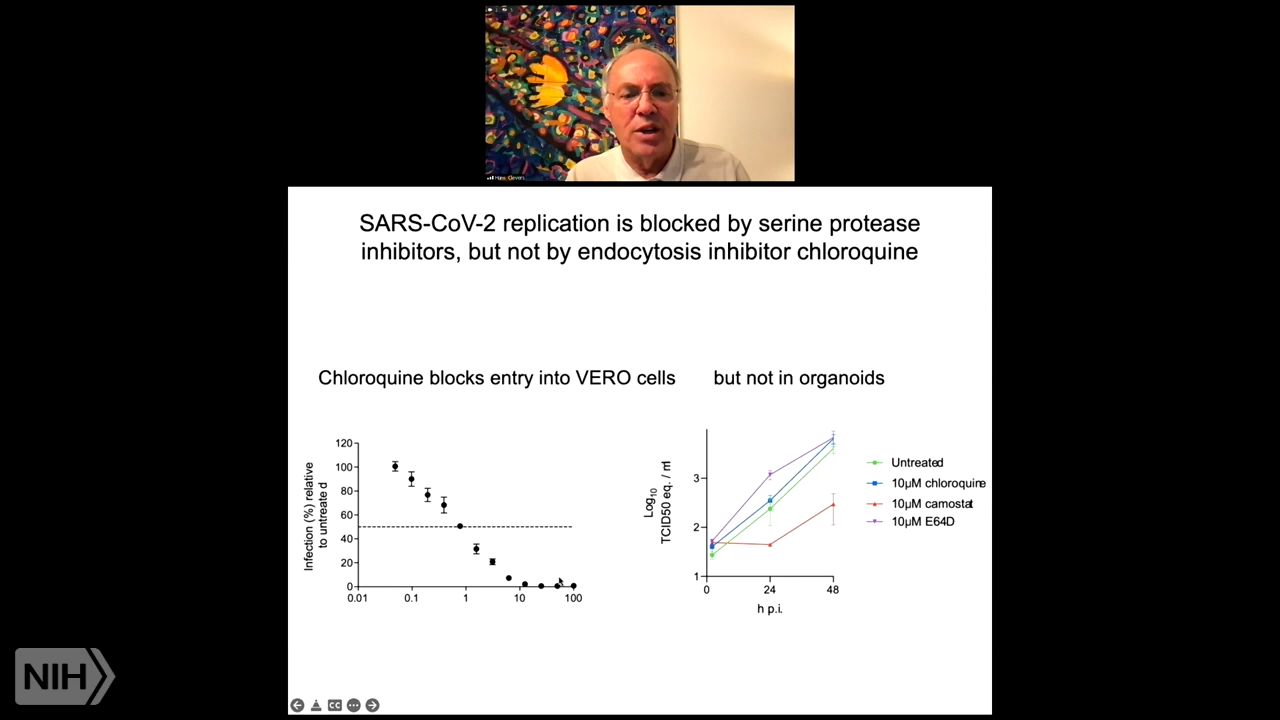 Hans Clevers
SARS-CoV-2 replication is blocked by serine protease
inhibitors, but not by endocytosis inhibitor chloroquine
Chloroquine blocks entry into VERO cells
but not in organoids
Infection (%) relative
to untreate d
120
100
80
60
40
20
0
0.01
0.1
1
10
100
Log10
TCID50 eq. / ml
3
2
1
0
24
48
h p.i.
Untreated
10µM chloroquine
10µM camostat
10µM E64D
NIH
CC